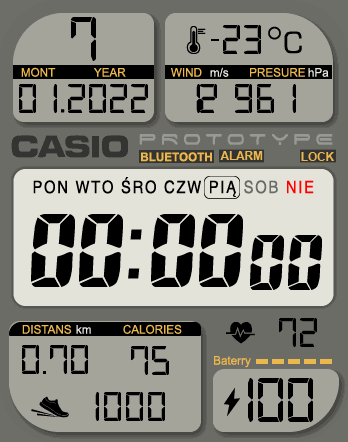 7
MONT YEAR
01.2022
-23°C
WIND m/s PRESURE hPa
2 961
CASIO PROTOTYPE
BLUETOOTH ALARM LOCK
PON WTO ŚRO CZW PIĄ SOB NIE
00:00 00
DISTANS km CALORIES
0.70 75
1000
72
Baterry
100